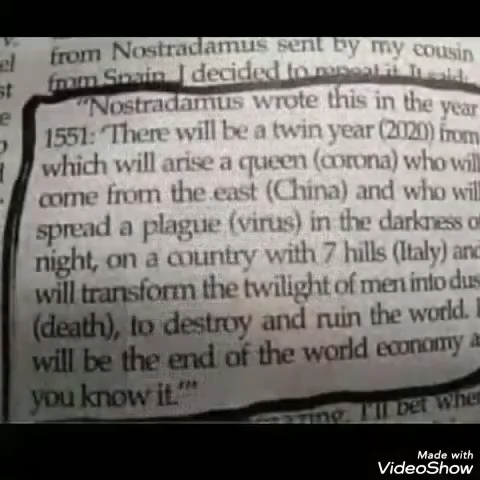 from Nostradamus sent by my cousin
from Spain, I decided to repeat it. It
"Nostradamus wrote this in the year
1551: 'There will be a twin year (2020) from
which will arise a queen (corona) who will
come from the east (China) and who will
spread a plague (virus) in the darkness of
night, on a country with 7 hills (Italy) and
will transform the twilight of men into dus
(death), to destroy and ruin the world. I
will be the end of the world economy a
you know it.'"
I'll bet whe
Made with
VideoShow